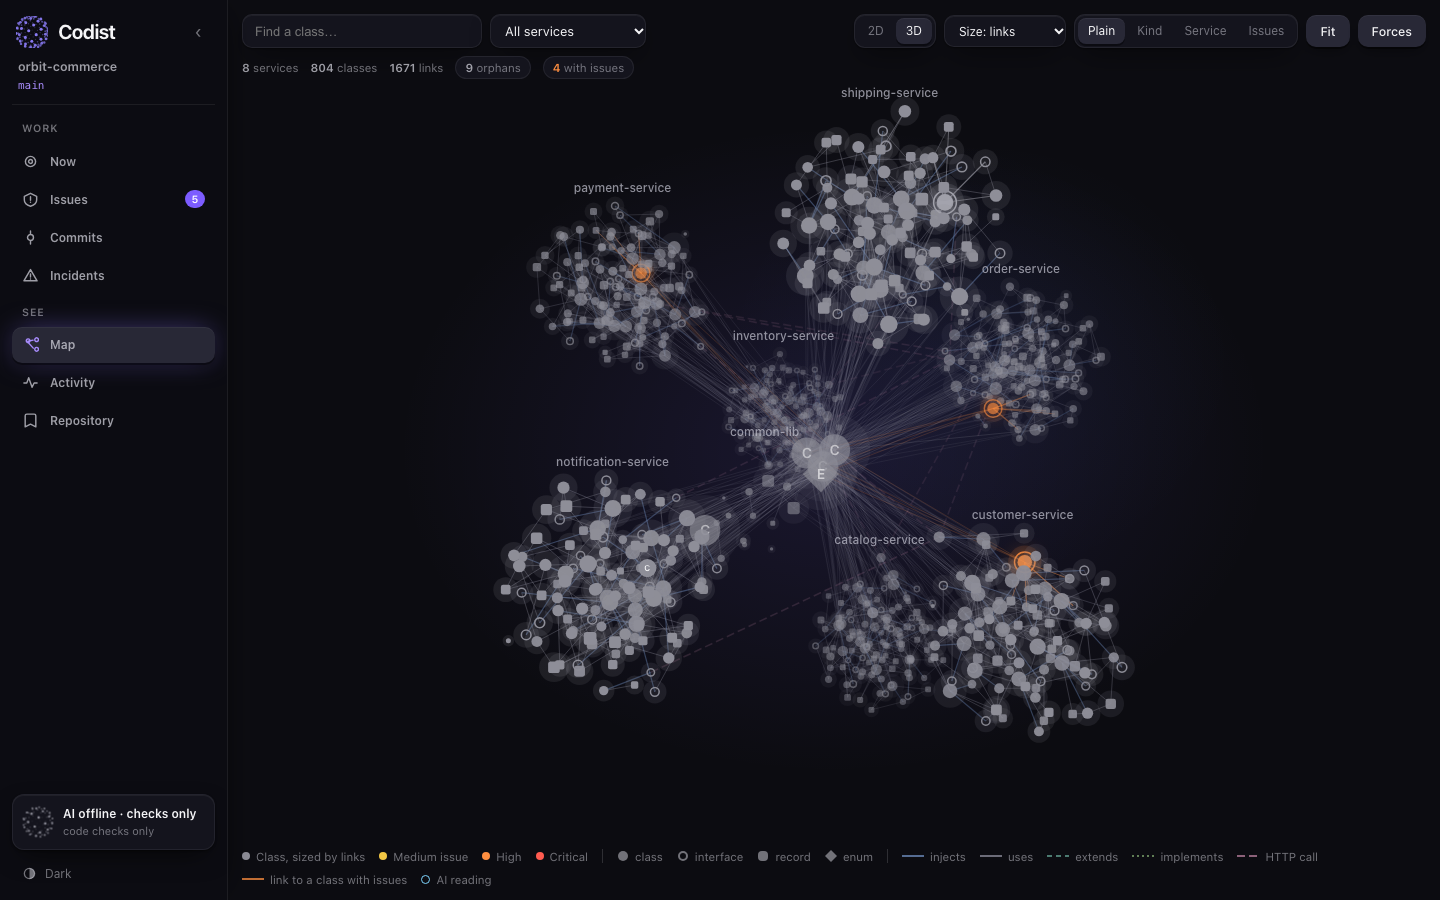 Codist
orbit-commerce
main
WORK
Now
Issues 5
Commits
Incidents
SEE
Map
Activity
Repository
AI offline · checks only
code checks only
Dark
Find a class...
All services
2D 3D
Size: links
Plain Kind Service Issues
Fit
Forces
8 services 804 classes 1671 links 9 orphans 4 with issues
shipping-service
payment-service
order-service
inventory-service
common-lib
C C
E
notification-service
customer-service
C
catalog-service
c
Class, sized by links Medium issue High Critical class interface record enum injects uses extends implements HTTP call
link to a class with issues AI reading